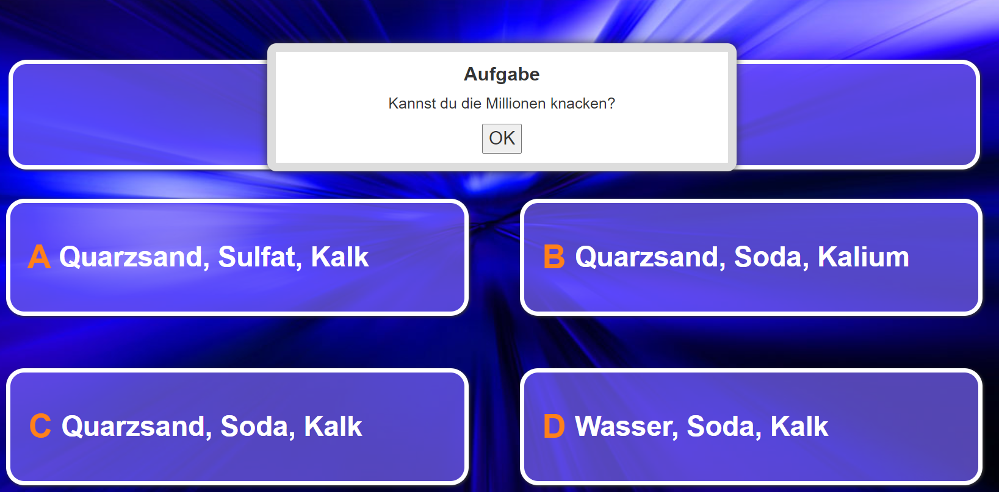 Aufgabe
Kannst du die Millionen knacken?
OK
A Quarzsand, Sulfat, Kalk
B Quarzsand, Soda, Kalium
C Quarzsand, Soda, Kalk
D Wasser, Soda, Kalk